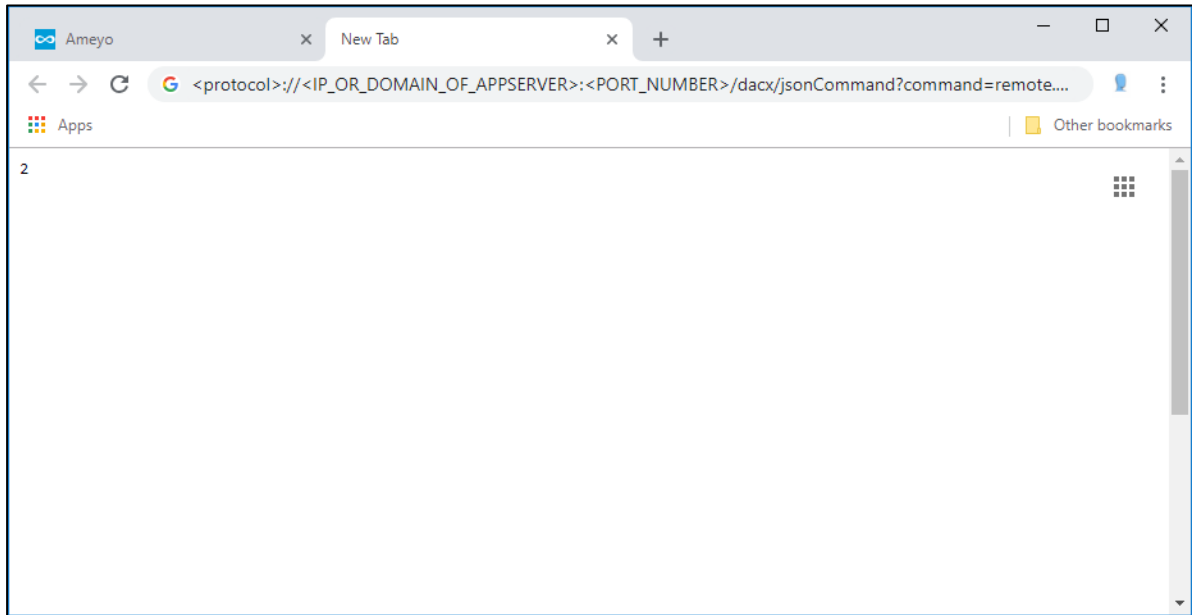 Ameyo
New Tab
<protocol>://<IP_OR_DOMAIN_OF_APPSERVER>:<PORT_NUMBER>/dacx/jsonCommand?command=remote....
Apps
Other bookmarks
2